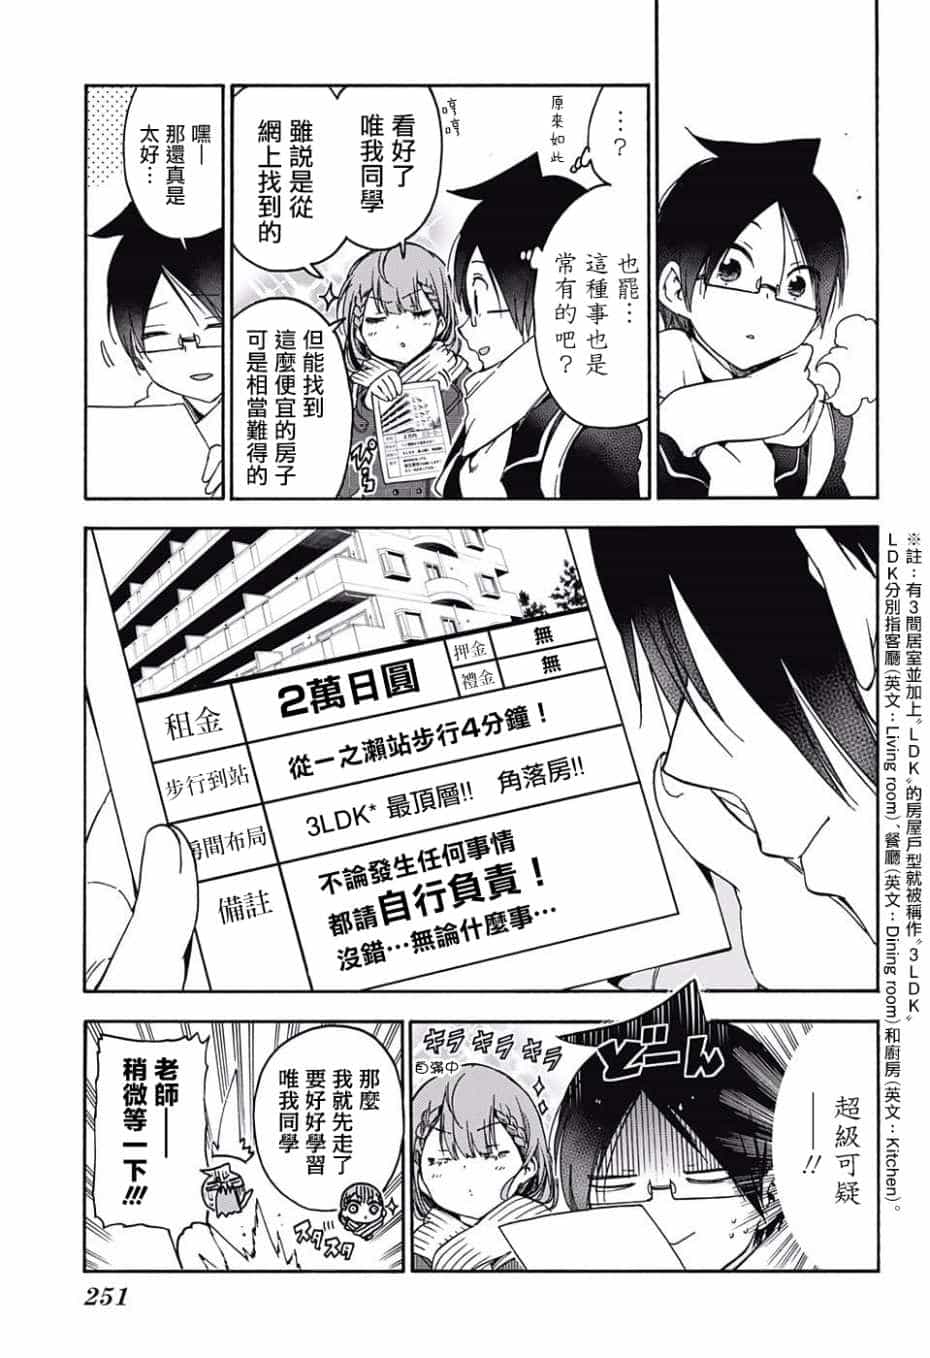 …?
原來如此
哼哼
也罷…
這種事也是
常有的吧?
看好了
唯我同學
雖説是從
網上找到的
但能找到
這麼便宜的房子
可是相當難得的
ぴら
嘿—
那還真是
太好…
租金
2萬日圓
押金
無
禮金
無
步行到站
從一之瀬站步行4分鐘!
房間布局
3LDK* 最頂層!! 角落房!!
備註
不論發生任何事情
都請自行負責!
沒錯…無論什麼事…
※註:有3間居室並加上〝LDK〞的房屋戶型就被稱作〝3LDK〞
LDK分別指客廳(英文:Living room)、餐廳(英文:Dining room)和廚房(英文:Kitchen)。
超級可疑
——!!
どーん
キラ キラ キラ
自滿中
那麼
我就先走了
要好好學習
唯我同學
スタスタ
老師——
稍微等一下!!!
251